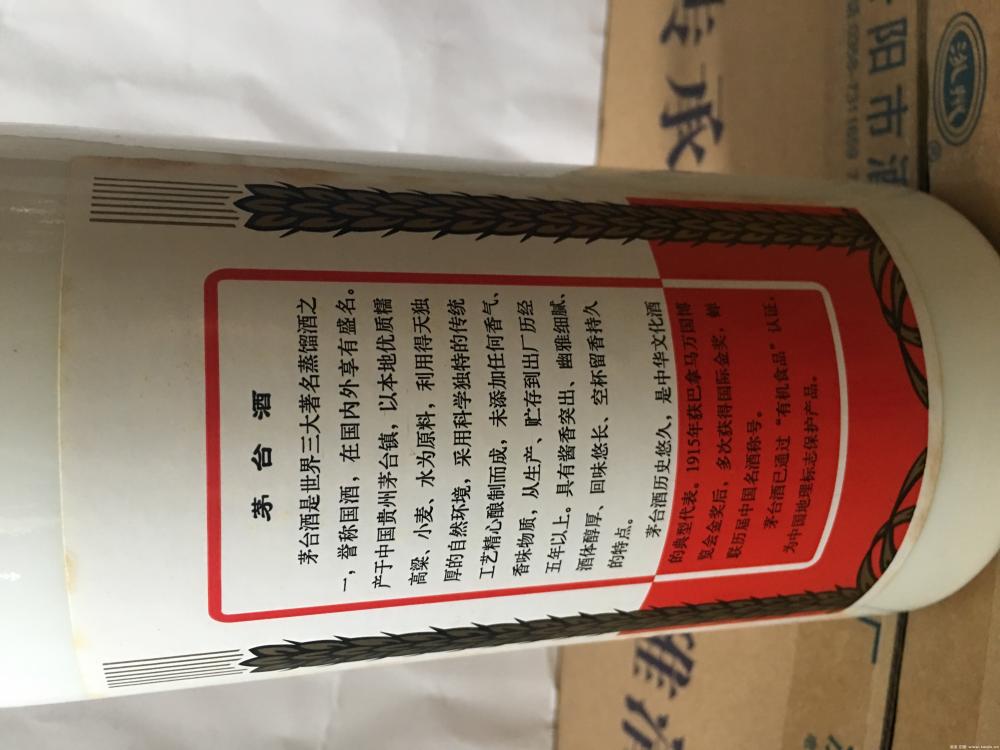 茅台酒
茅台酒是世界三大著名蒸馏酒之
一，誉称国酒，在国内外享有盛名。
产于中国贵州茅台镇，以本地优质糯
高粱、小麦、水为原料，利用得天独
厚的自然环境，采用科学独特的传统
工艺精心酿制而成，未添加任何香气、
香味物质，从生产、贮存到出厂历经
五年以上。具有酱香突出、幽雅细腻、
酒体醇厚、回味悠长、空杯留香持久
的特点。
茅台酒历史悠久，是中华文化酒
的典型代表。1915年获巴拿马万国博
览会金奖后，多次获得国际金奖，蝉
联历届中国名酒称号。
茅台酒已通过“有机食品”认证，
为中国地理标志保护产品。
阳市酒